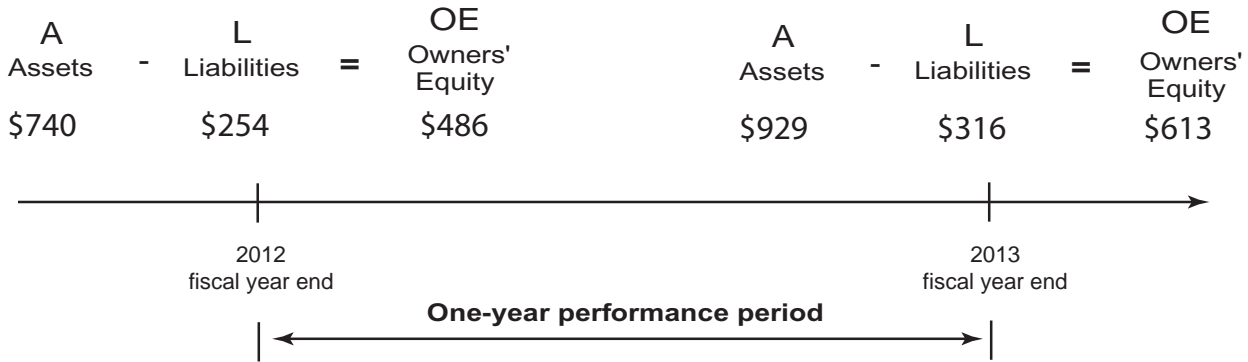 A
L
OE
Assets - Liabilities = Owners'
Equity
$740 $254 $486
A
L
OE
Assets - Liabilities = Owners'
Equity
$929 $316 $613
2012
fiscal year end
2013
fiscal year end
One-year performance period